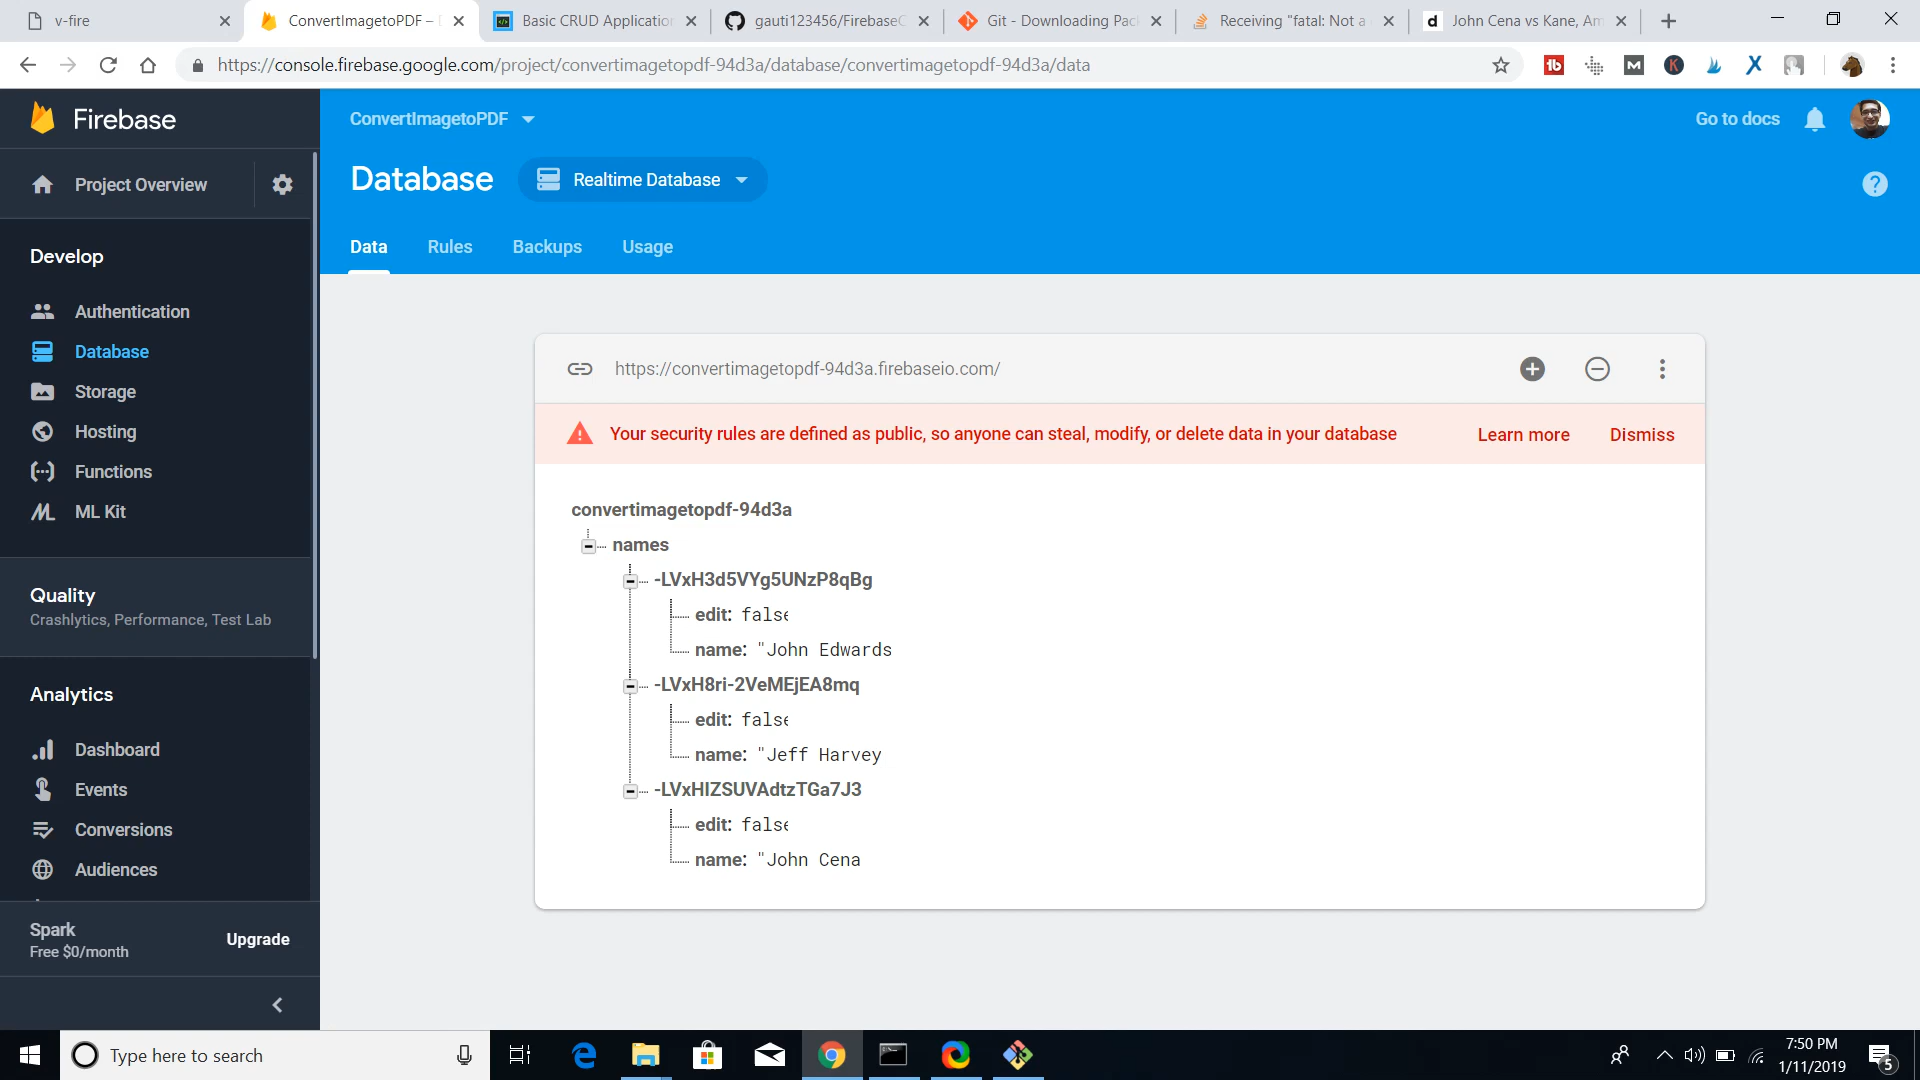 v-fire
ConvertImagetoPDF –
Basic CRUD Application
gauti123456/FirebaseC
Git - Downloading Pac
Receiving "fatal: Not a
John Cena vs Kane, Am
https://console.firebase.google.com/project/convertimagetopdf-94d3a/database/convertimagetopdf-94d3a/data
Firebase
ConvertImagetoPDF
Go to docs
Project Overview
Database
Realtime Database
Data
Rules
Backups
Usage
Develop
Authentication
Database
Storage
Hosting
Functions
ML Kit
Quality
Crashlytics, Performance, Test Lab
Analytics
Dashboard
Events
Conversions
Audiences
Spark
Free $0/month
Upgrade
https://convertimagetopdf-94d3a.firebaseio.com/
Your security rules are defined as public, so anyone can steal, modify, or delete data in your database
Learn more
Dismiss
convertimagetopdf-94d3a
names
-LVxH3d5VYg5UNzP8qBg
edit: false
name: "John Edwards
-LVxH8ri-2VeMEjEA8mq
edit: false
name: "Jeff Harvey
-LVxHIZSUVAdtzTGa7J3
edit: false
name: "John Cena
Type here to search
7:50 PM
1/11/2019
5